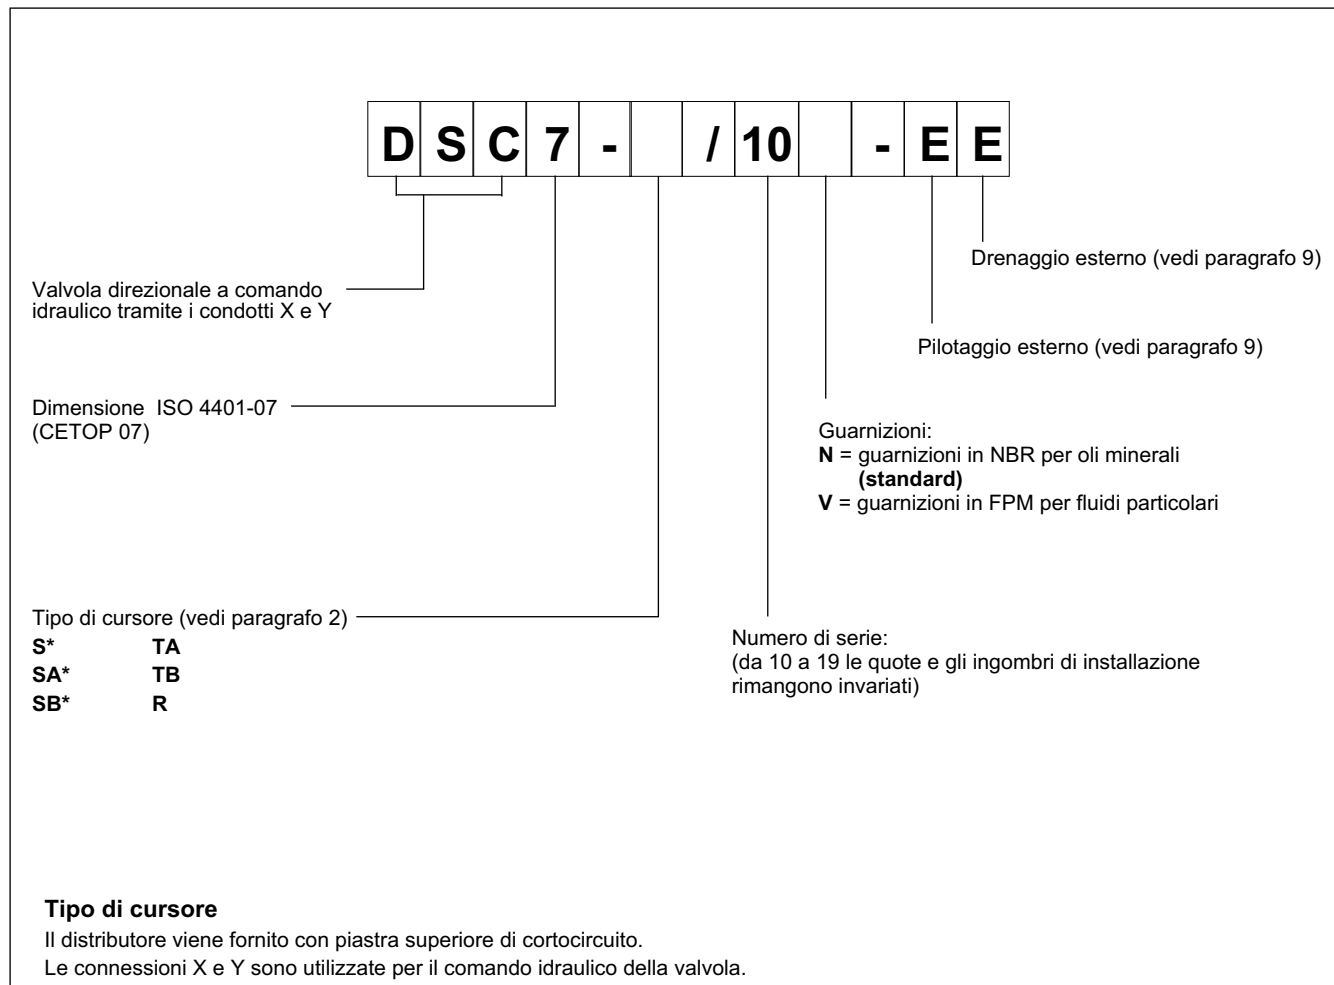 D S C 7 - / 10 - E E
Drenaggio esterno (vedi paragrafo 9)
Valvola direzionale a comando
idraulico tramite i condotti X e Y
Pilotaggio esterno (vedi paragrafo 9)
Dimensione ISO 4401-07
(CETOP 07)
Guarnizioni:
N = guarnizioni in NBR per oli minerali
(standard)
V = guarnizioni in FPM per fluidi particolari
Tipo di cursore (vedi paragrafo 2)
S* TA
SA* TB
SB* R
Numero di serie:
(da 10 a 19 le quote e gli ingombri di installazione
rimangono invariati)
Tipo di cursore
Il distributore viene fornito con piastra superiore di cortocircuito.
Le connessioni X e Y sono utilizzate per il comando idraulico della valvola.